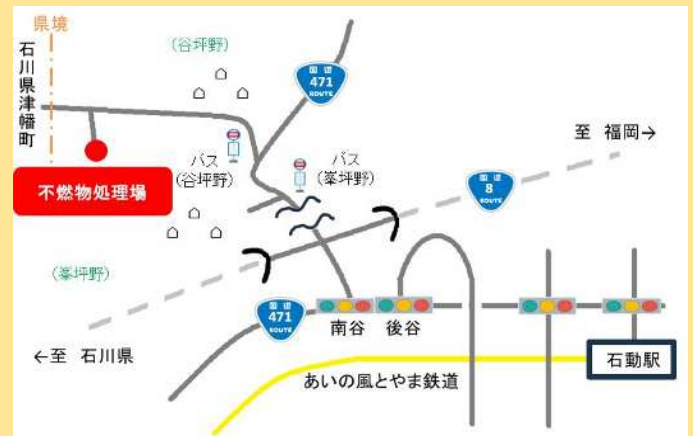 県境
石川県津幡町
(谷坪野)
国道
471
ROUTE
至 福岡→
バス
(谷坪野)
バス
(峯坪野)
国道
8
ROUTE
不燃物処理場
(峯坪野)
国道
471
ROUTE
南谷
後谷
←至 石川県
あいの風とやま鉄道
石動駅